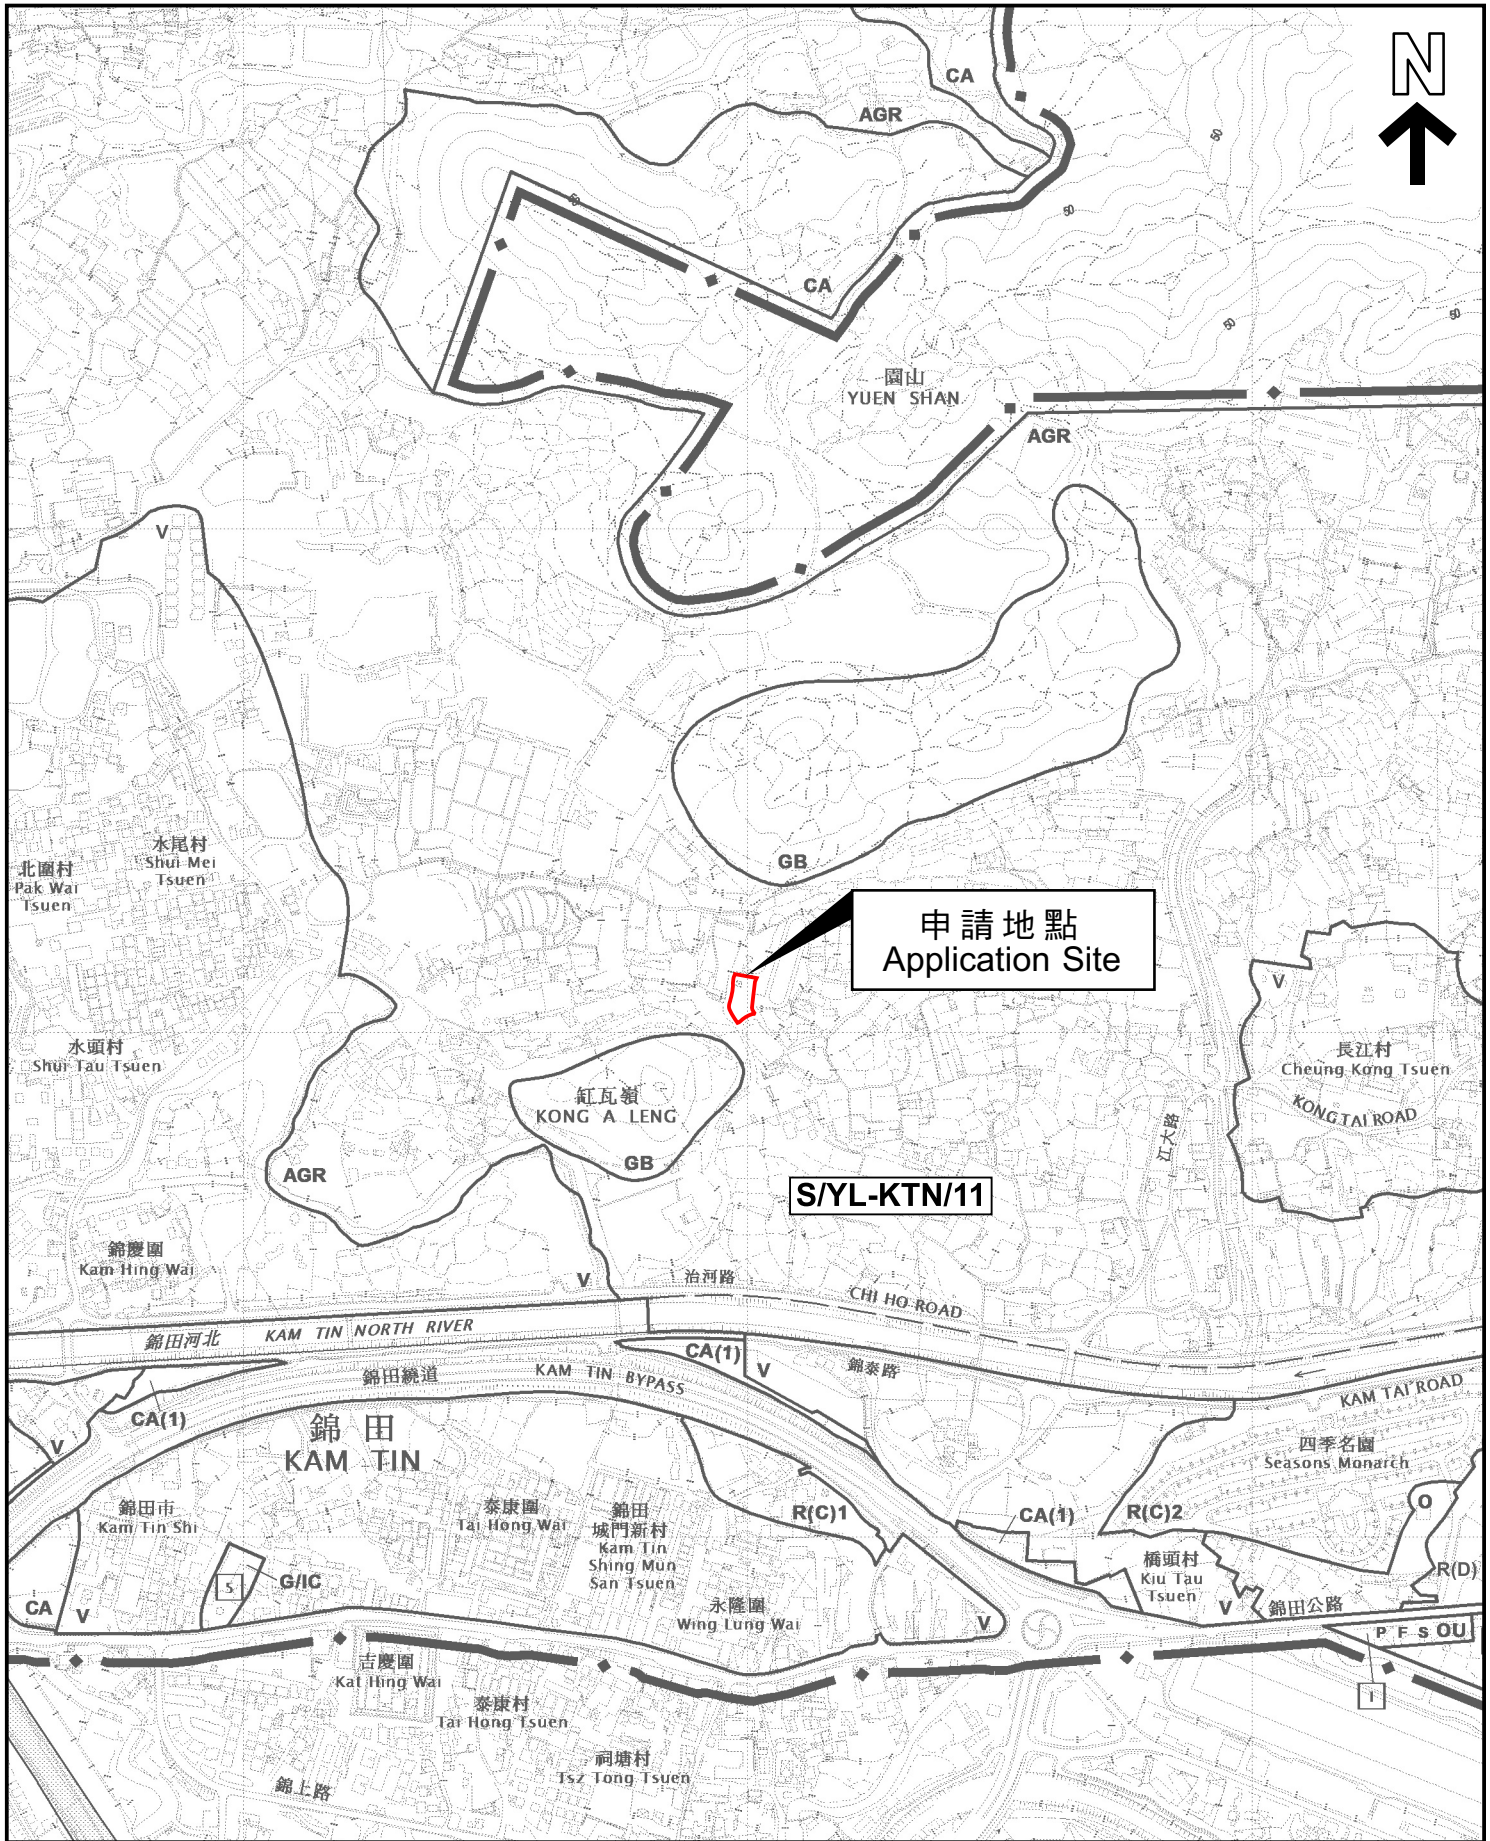 N
CA
AGR
50
50
50
CA
50
50
園山
YUEN SHAN
AGR
V
GB
水尾村
Shui Mei
Tsuen
北圍村
Pak Wai
Tsuen
申請地點
Application Site
V
水頭村
Shui Tau Tsuen
長江村
Cheung Kong Tsuen
KONG TAI ROAD
缸瓦嶺
KONG A LENG
GB
江大路
AGR
S/YL-KTN/11
錦慶圍
Kam Hing Wai
V
治河路
CHI HO ROAD
錦田河北
KAM TIN NORTH RIVER
CA(1)
V
錦泰路
錦田繞道
KAM TIN BYPASS
KAM TAI ROAD
CA(1)
V
錦田
KAM TIN
四季名園
Seasons Monarch
錦田市
Kam Tin Shi
泰康圍
Tai Hong Wai
錦田
城門新村
Kam Tin
Shing Mun
San Tsuen
R(C)1
CA(1)
R(C)2
O
橋頭村
Kiu Tau
Tsuen
R(D)
G/IC
S
CA
V
永隆圍
Wing Lung Wai
V
V
錦田公路
P F S OU
吉慶圍
Kat Hing Wai
1
泰康村
Tai Hong Tsuen
祠塘村
Tsz Tong Tsuen
錦上路